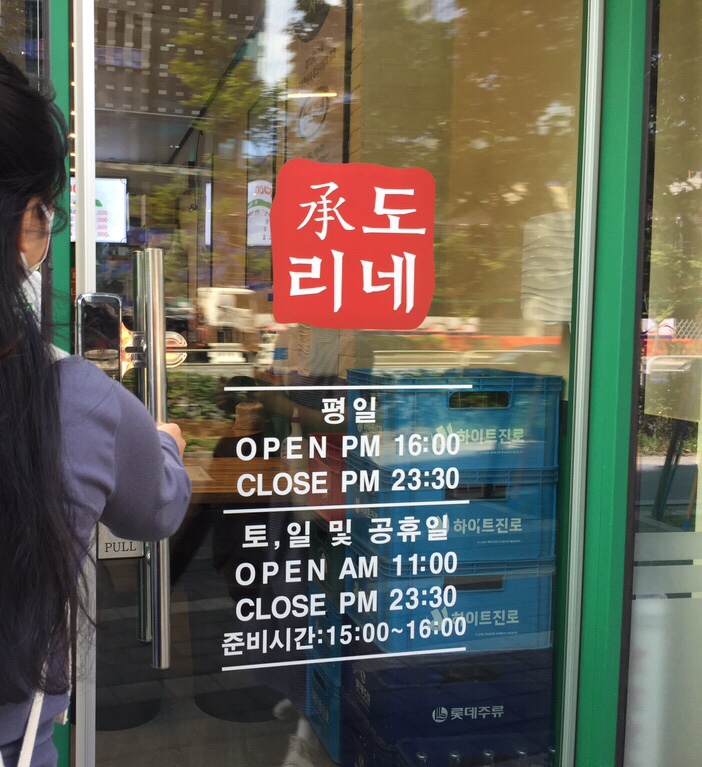 承도
리네
평일
OPEN PM 16:00
CLOSE PM 23:30
토,일 및 공휴일
OPEN AM 11:00
CLOSE PM 23:30
준비시간:15:00~16:00
PULL
하이트진로
하이트진로
하이트진로
롯데주류